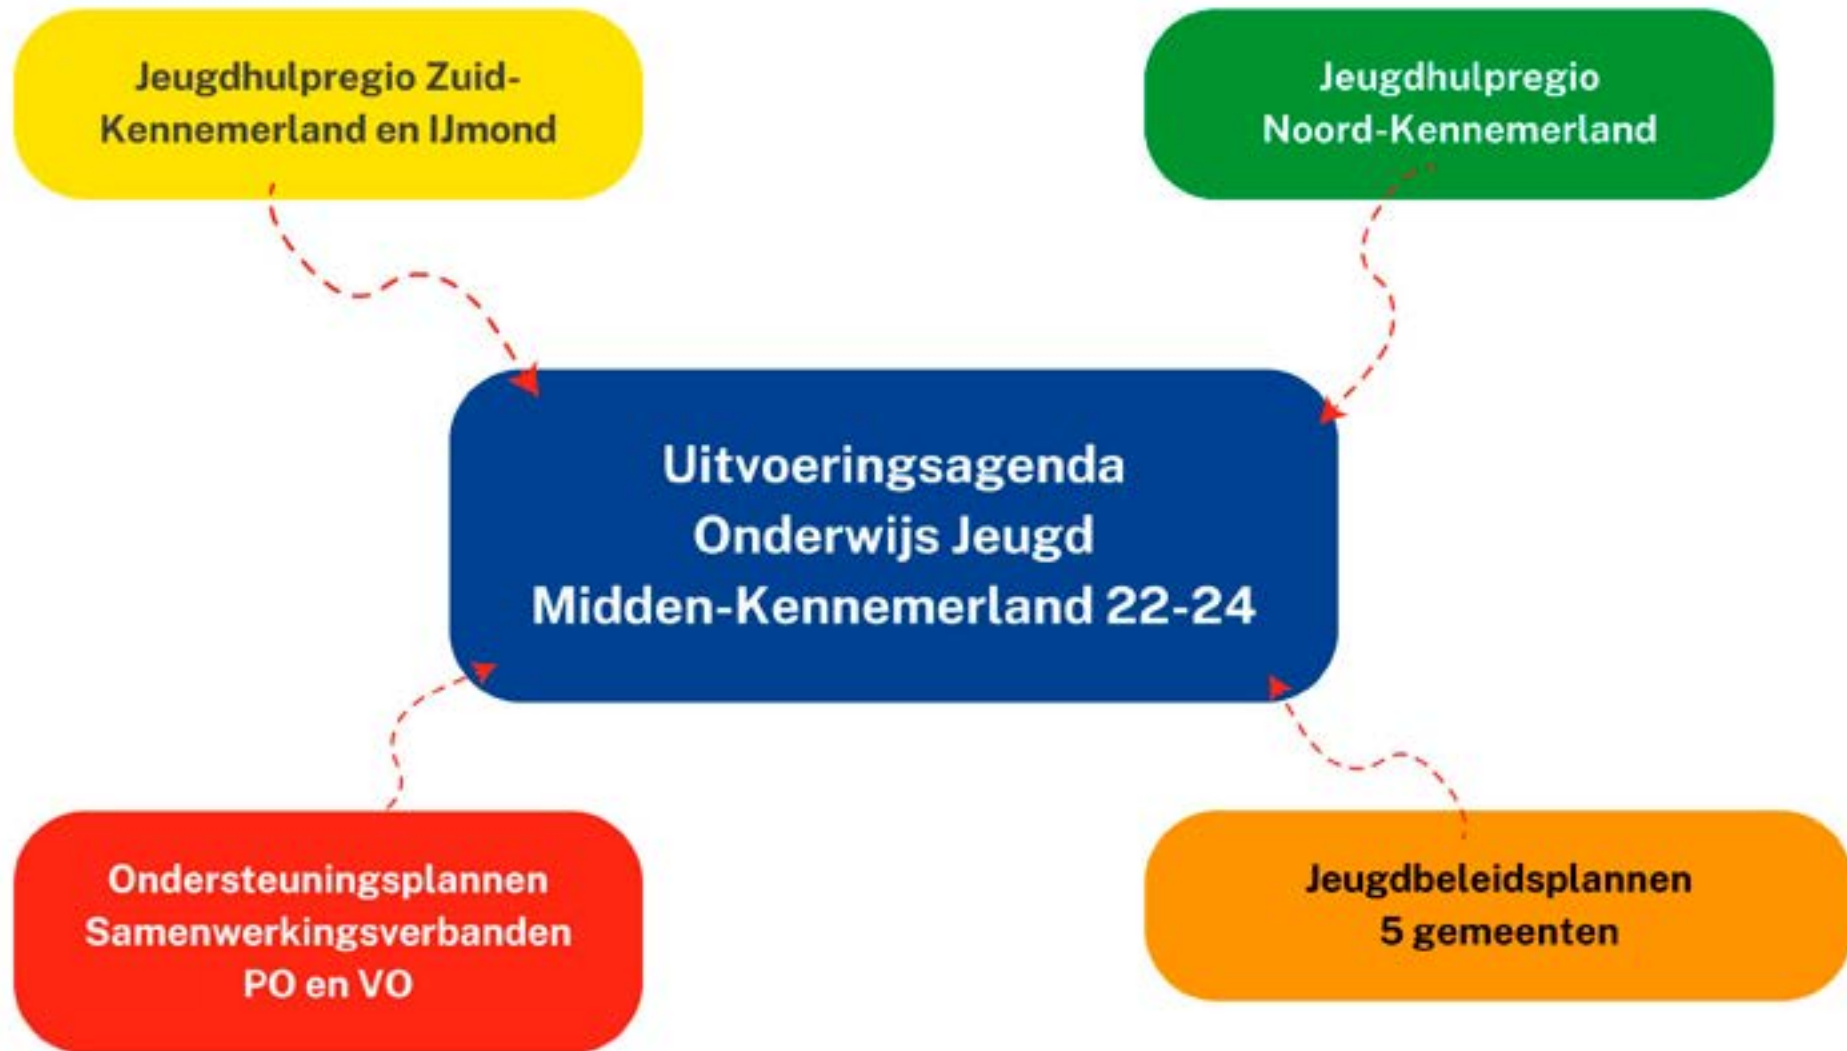 Jeugdhulpregio Zuid-
Kennemerland en IJmond
Jeugdhulpregio
Noord-Kennemerland
Uitvoeringsagenda
Onderwijs Jeugd
Midden-Kennemerland 22-24
Ondersteuningsplannen
Samenwerkingsverbanden
PO en VO
Jeugdbeleidsplannen
5 gemeenten